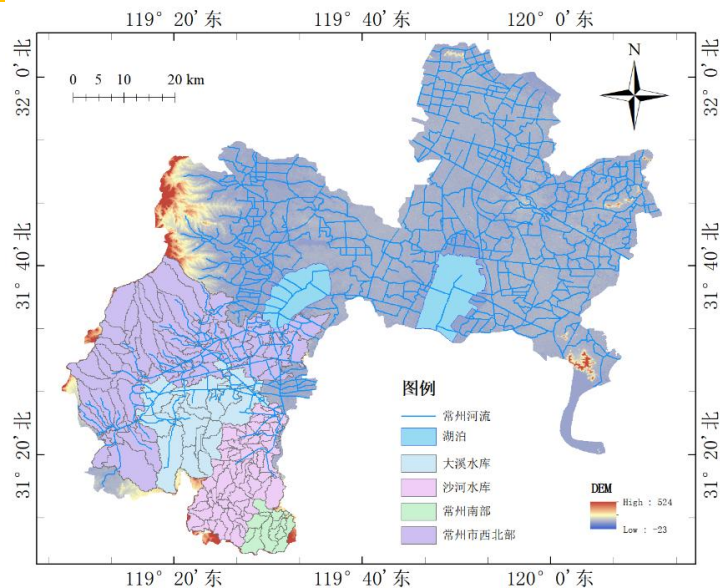 119° 20'东 119° 40'东 120° 0'东
0 5 10 20 km
N
32° 0'北
32° 0'北
31° 40'北
31° 40'北
31° 20'北
31° 20'北
图例
常州河流
湖泊
大溪水库
沙河水库
常州南部
常州市西北部
DEM
High : 524
Low : -23
119° 20'东 119° 40'东 120° 0'东